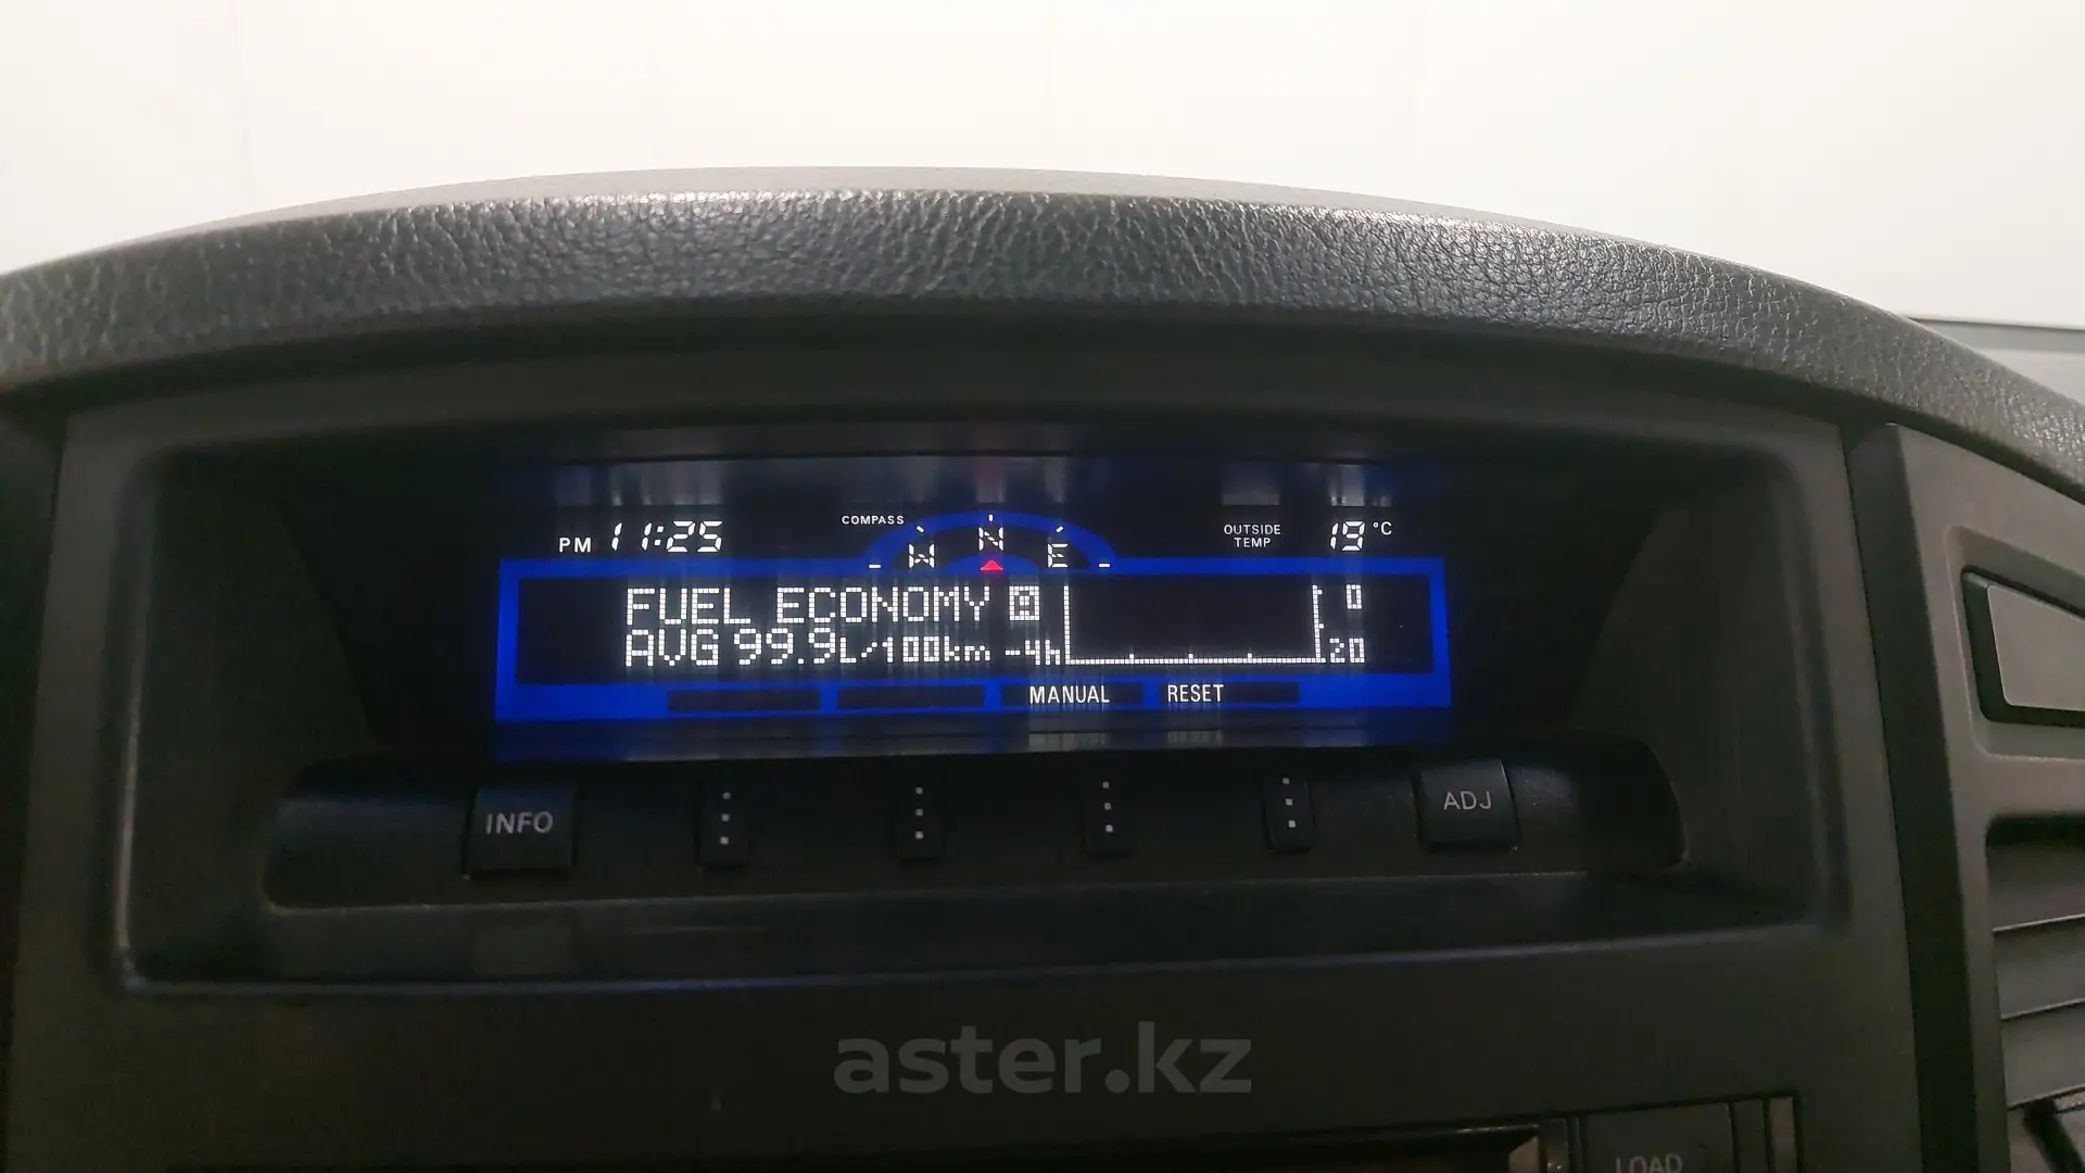 PM 11:25
COMPASS
W N E
OUTSIDE TEMP 19 °C
FUEL ECONOMY
AVG 99.9L/100km -4h
0
20
MANUAL RESET
INFO
ADJ
aster.kz
LOAD